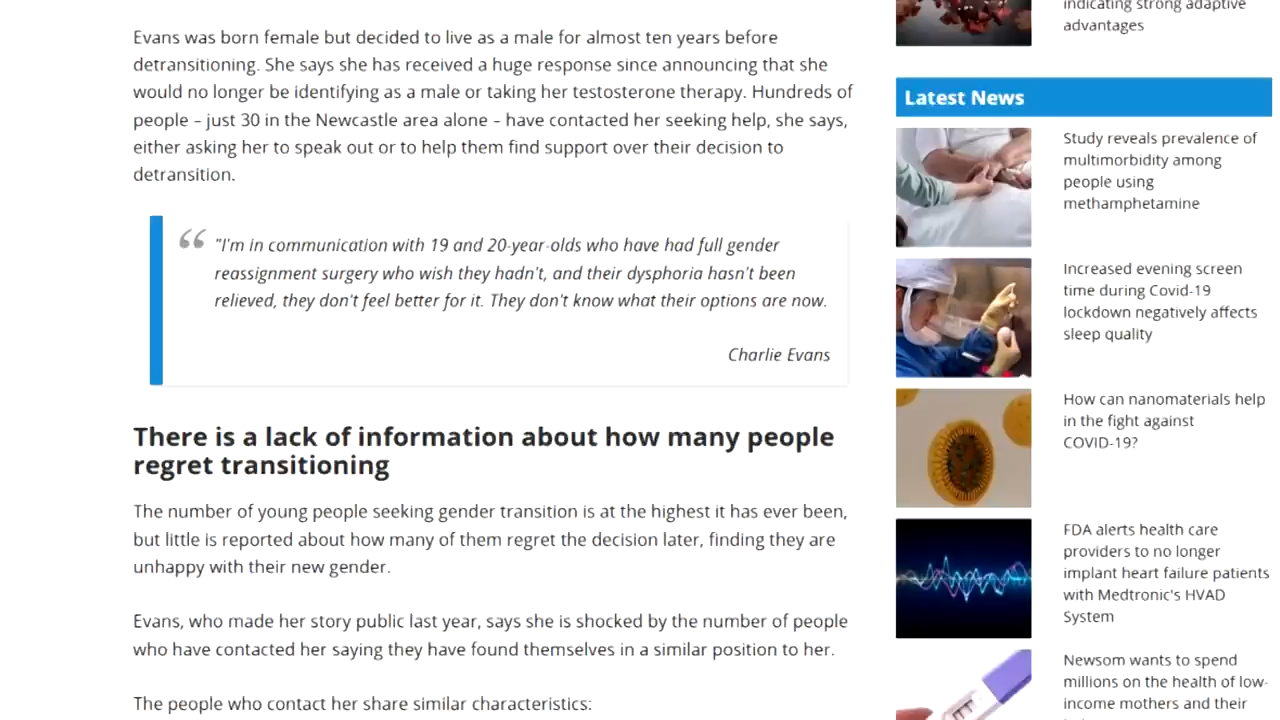 Evans was born female but decided to live as a male for almost ten years before
detransitioning. She says she has received a huge response since announcing that she
would no longer be identifying as a male or taking her testosterone therapy. Hundreds of
people – just 30 in the Newcastle area alone – have contacted her seeking help, she says,
either asking her to speak out or to help them find support over their decision to
detransition.
“ "I'm in communication with 19 and 20-year-olds who have had full gender
reassignment surgery who wish they hadn't, and their dysphoria hasn't been
relieved, they don't feel better for it. They don't know what their options are now.
Charlie Evans
There is a lack of information about how many people
regret transitioning
The number of young people seeking gender transition is at the highest it has ever been,
but little is reported about how many of them regret the decision later, finding they are
unhappy with their new gender.
Evans, who made her story public last year, says she is shocked by the number of people
who have contacted her saying they have found themselves in a similar position to her.
The people who contact her share similar characteristics:
indicating strong adaptive
advantages
Latest News
Study reveals prevalence of
multimorbidity among
people using
methamphetamine
Increased evening screen
time during Covid-19
lockdown negatively affects
sleep quality
How can nanomaterials help
in the fight against
COVID-19?
FDA alerts health care
providers to no longer
implant heart failure patients
with Medtronic's HVAD
System
Newsom wants to spend
millions on the health of low-
income mothers and their